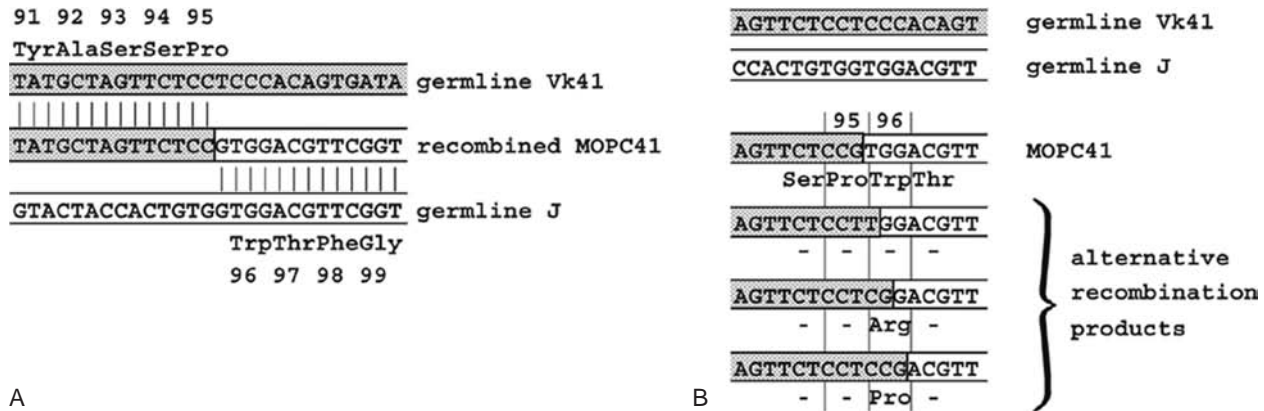 91 92 93 94 95
TyrAlaSerSerPro
TATGCTAGTTCTCCTCCCACAGTGATA germline Vk41
TATGCTAGTTCTCCGTGGACGTTCGGT recombined MOPC41
GTACTACCACTGTGGTGGACGTTCGGT germline J
TrpThrPheGly
96 97 98 99
A
AGTTCTCCTCCCACAGT germline Vk41
CCACTGTGGTGGACGTT germline J
95 96
AGTTCTCCGTGGACGTT MOPC41
SerProTrpThr
AGTTCTCCTTGGACGTT
- - - -
AGTTCTCCTCGGACGTT
- - Arg -
AGTTCTCCTCCGACGTT
- - Pro -
alternative
recombination
products
B